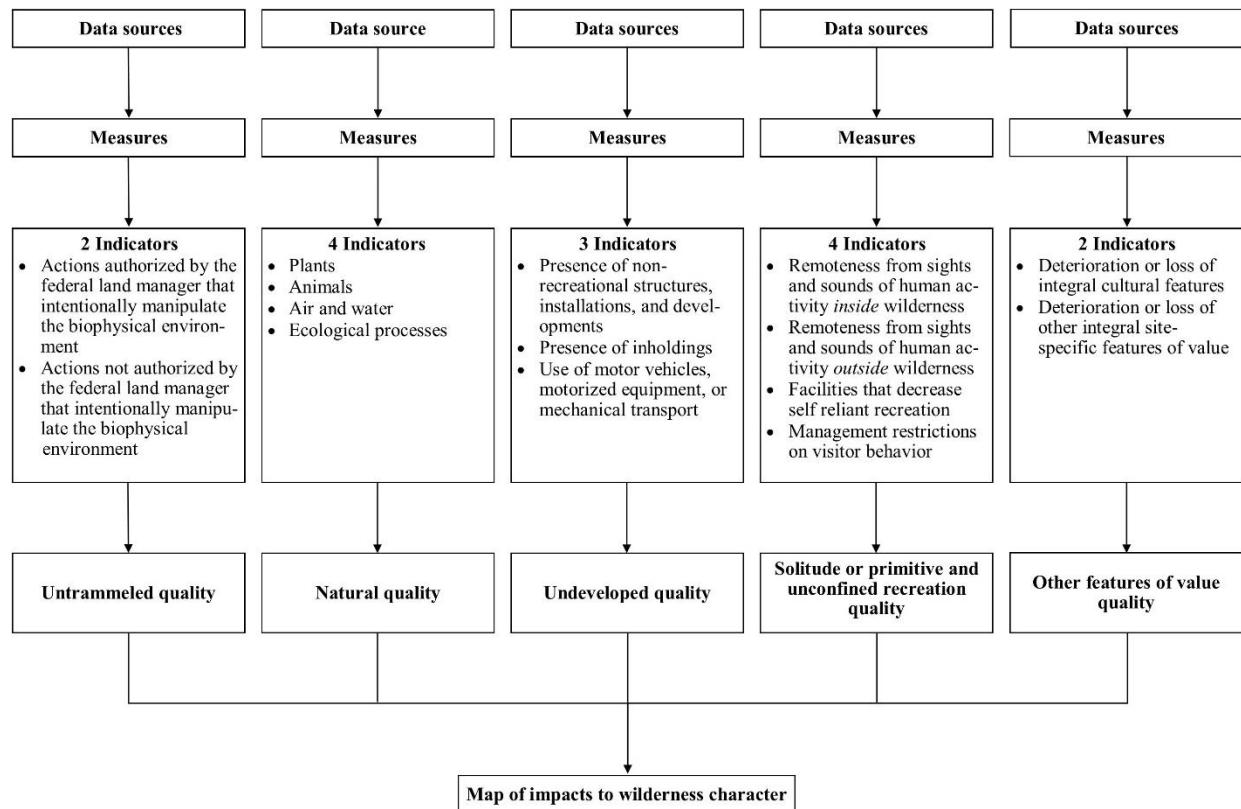 Data sources
Data source
Data sources
Data sources
Data sources
Measures
Measures
Measures
Measures
Measures
2 Indicators
• Actions authorized by the
federal land manager that
intentionally manipulate
the biophysical environ-
ment
• Actions not authorized by
the federal land manager
that intentionally manipu-
late the biophysical
environment
4 Indicators
• Plants
• Animals
• Air and water
• Ecological processes
3 Indicators
• Presence of non-
recreational structures,
installations, and devel-
opments
• Presence of inholdings
• Use of motor vehicles,
motorized equipment, or
mechanical transport
4 Indicators
• Remoteness from sights
and sounds of human ac-
tivity inside wilderness
• Remoteness from sights
and sounds of human ac-
tivity outside wilderness
• Facilities that decrease
self reliant recreation
• Management restrictions
on visitor behavior
2 Indicators
• Deterioration or loss of
integral cultural features
• Deterioration or loss of
other integral site-
specific features of value
Untrammeled quality
Natural quality
Undeveloped quality
Solitude or primitive and
unconfined recreation
quality
Other features of value
quality
Map of impacts to wilderness character